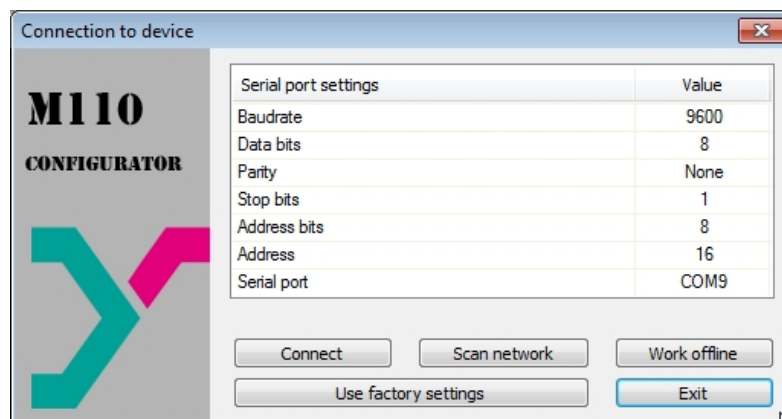 Connection to device
M110
CONFIGURATOR
Serial port settings Value
Baudrate 9600
Data bits 8
Parity None
Stop bits 1
Address bits 8
Address 16
Serial port COM9
Connect Scan network Work offline
Use factory settings Exit